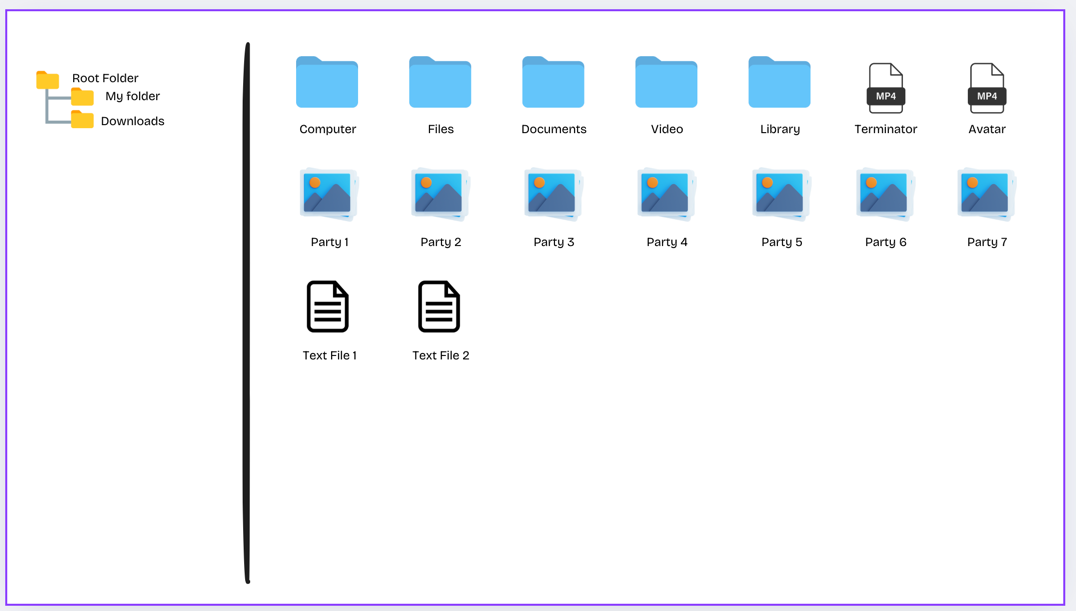 Root Folder
My folder
Downloads
Computer
Files
Documents
Video
Library
MP4
Terminator
MP4
Avatar
Party 1
Party 2
Party 3
Party 4
Party 5
Party 6
Party 7
Text File 1
Text File 2